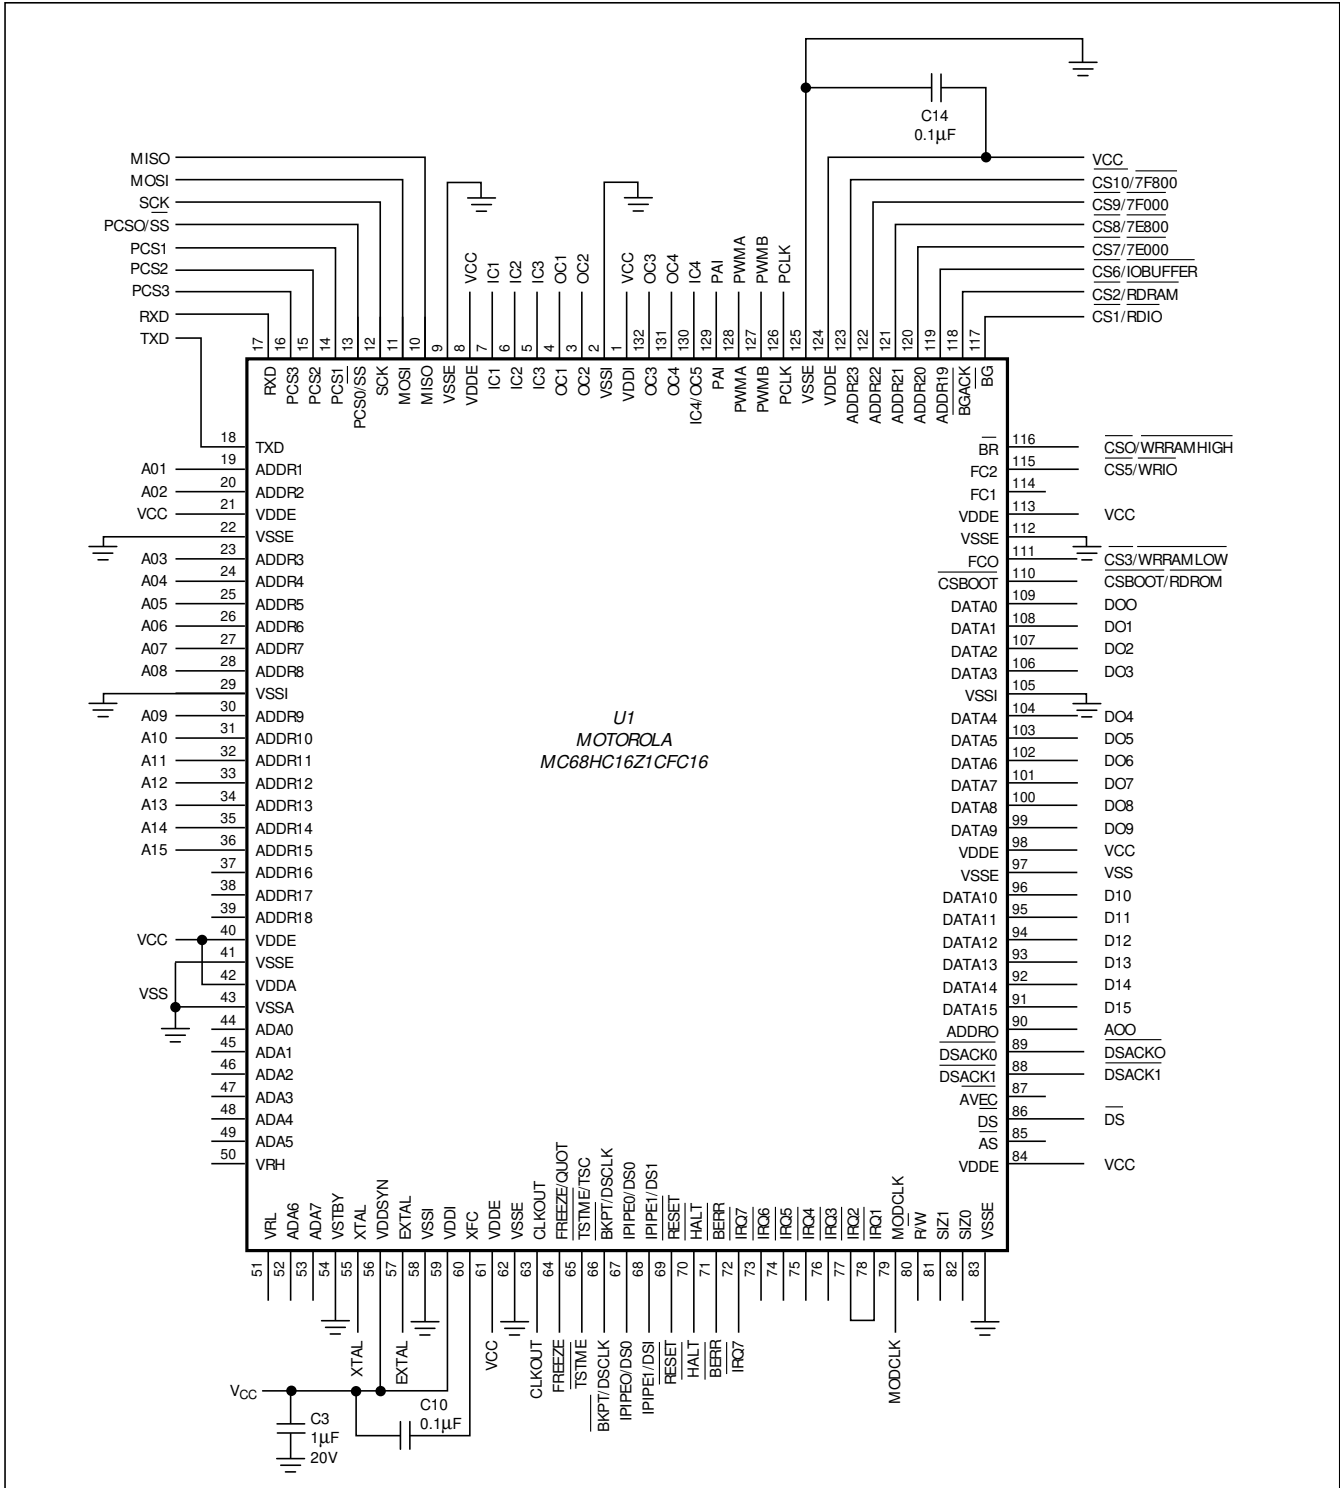 C14
0.1µF
MISO
MOSI
SCK
PCSO/SS
PCS1
PCS2
PCS3
RXD
TXD
VCC
CS10/7F800
CS9/7F000
CS8/7E800
CS7/7E000
CS6/IOBUFFER
CS2/RDRAM
CS1/RDIO
VCC
IC1
IC2
IC3
OC1
OC2
VCC
OC3
OC4
IC4
PAI
PWMA
PWMB
PCLK
17 16 15 14 13 12 11 10 9 8 7 6 5 4 3 2 1 132 131 130 129 128 127 126 125 124 123 122 121 120 119 118 117
RXD
PCS3
PCS2
PCS1
PCS0/SS
SCK
MOSI
MISO
VSSE
VDDE
IC1
IC2
IC3
OC1
OC2
VSSI
VDDI
OC3
OC4
IC4/OC5
PAI
PWMA
PWMB
PCLK
VSSE
VDDE
ADDR23
ADDR22
ADDR21
ADDR20
ADDR19
BGACK
BG
18 TXD
A01 19 ADDR1
A02 20 ADDR2
VCC 21 VDDE
22 VSSE
A03 23 ADDR3
A04 24 ADDR4
A05 25 ADDR5
A06 26 ADDR6
A07 27 ADDR7
A08 28 ADDR8
29 VSSI
A09 30 ADDR9
A10 31 ADDR10
A11 32 ADDR11
A12 33 ADDR12
A13 34 ADDR13
A14 35 ADDR14
A15 36 ADDR15
37 ADDR16
38 ADDR17
39 ADDR18
VCC 40 VDDE
41 VSSE
42 VDDA
VSS 43 VSSA
44 ADA0
45 ADA1
46 ADA2
47 ADA3
48 ADA4
49 ADA5
50 VRH
U1
MOTOROLA
MC68HC16Z1CFC16
BR 116 CSO/WRRAMHIGH
FC2 115 CS5/WRIO
FC1 114
VDDE 113 VCC
VSSE 112
FCO 111 CS3/WRRAMLOW
CSBOOT 110 CSBOOT/RDROM
DATA0 109 DOO
DATA1 108 DO1
DATA2 107 DO2
DATA3 106 DO3
VSSI 105
DATA4 104 DO4
DATA5 103 DO5
DATA6 102 DO6
DATA7 101 DO7
DATA8 100 DO8
DATA9 99 DO9
VDDE 98 VCC
VSSE 97 VSS
DATA10 96 D10
DATA11 95 D11
DATA12 94 D12
DATA13 93 D13
DATA14 92 D14
DATA15 91 D15
ADDRO 90 AOO
DSACK0 89 DSACKO
DSACK1 88 DSACK1
AVEC 87
DS 86 DS
AS 85
VDDE 84 VCC
VRL
ADA6
ADA7
VSTBY
XTAL
VDDSYN
EXTAL
VSSI
VDDI
XFC
VDDE
VSSE
CLKOUT
FREEZE/QUOT
TSTME/TSC
BKPT/DSCLK
IPIPE0/DS0
IPIPE1/DS1
RESET
HALT
BERR
IRQ7
IRQ6
IRQ5
IRQ4
IRQ3
IRQ2
IRQ1
MODCLK
R/W
SIZ1
SIZ0
VSSE
51 52 53 54 55 56 57 58 59 60 61 62 63 64 65 66 67 68 69 70 71 72 73 74 75 76 77 78 79 80 81 82 83
XTAL
EXTAL
VCC
CLKOUT
FREEZE
TSTME
BKPT/DSCLK
IPIPEO/DS0
IPIPE1/DSI
RESET
HALT
BERR
IRQ7
MODCLK
VCC
C3
1µF
20V
C10
0.1µF